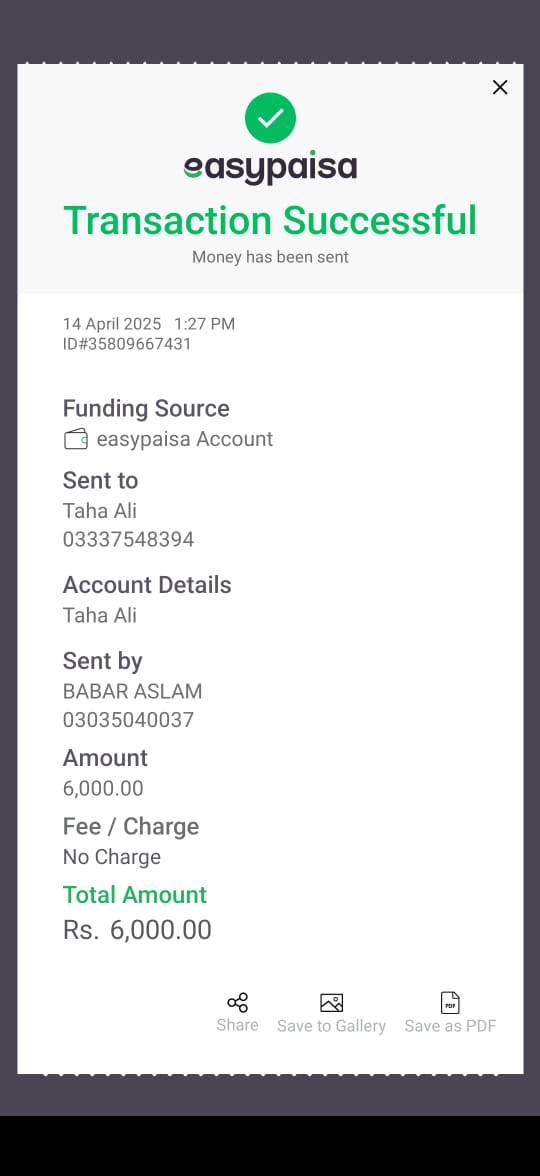 easypaisa
Transaction Successful
Money has been sent
14 April 2025 1:27 PM
ID#35809667431
Funding Source
easypaisa Account
Sent to
Taha Ali
03337548394
Account Details
Taha Ali
Sent by
BABAR ASLAM
03035040037
Amount
6,000.00
Fee / Charge
No Charge
Total Amount
Rs. 6,000.00
PDF
Share Save to Gallery Save as PDF